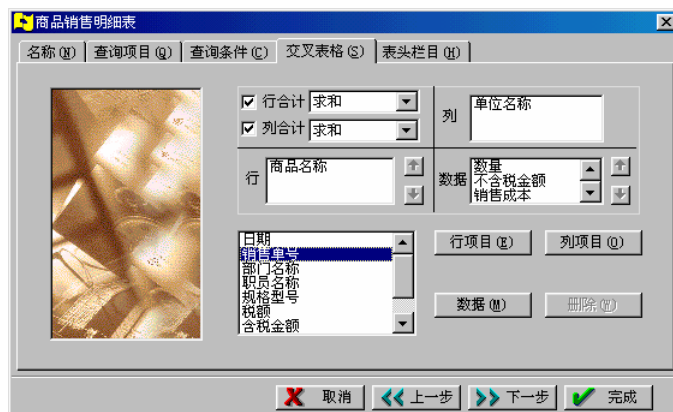 商品销售明细表
名称(N) 查询项目(Q) 查询条件(C) 交叉表格(S) 表头栏目(H)
行合计 求和
列合计 求和
列 单位名称
行 商品名称
数据 数量
不含税金额
销售成本
日期
销售单号
部门名称
职员名称
规格型号
税额
含税金额
行项目(E) 列项目(O)
数据(M) 删除(W)
取消 上一步 下一步 完成